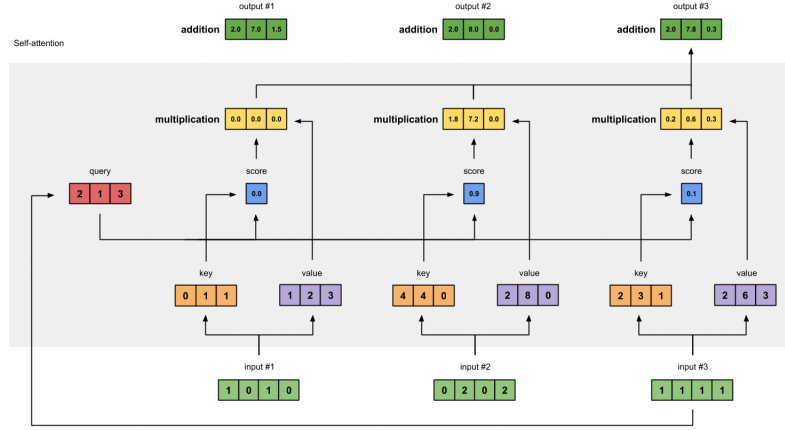 output #1 output #2 output #3
addition 2.0 7.0 1.5 addition 2.0 8.0 0.0 addition 2.0 7.8 0.3
Self-attention
multiplication 0.0 0.0 0.0 multiplication 1.8 7.2 0.0 multiplication 0.2 0.6 0.3
query score score score
2 1 3 0.0 0.9 0.1
key value key value key value
0 1 1 1 2 3 4 4 0 2 8 0 2 3 1 2 6 3
input #1 input #2 input #3
1 0 1 0 0 2 0 2 1 1 1 1